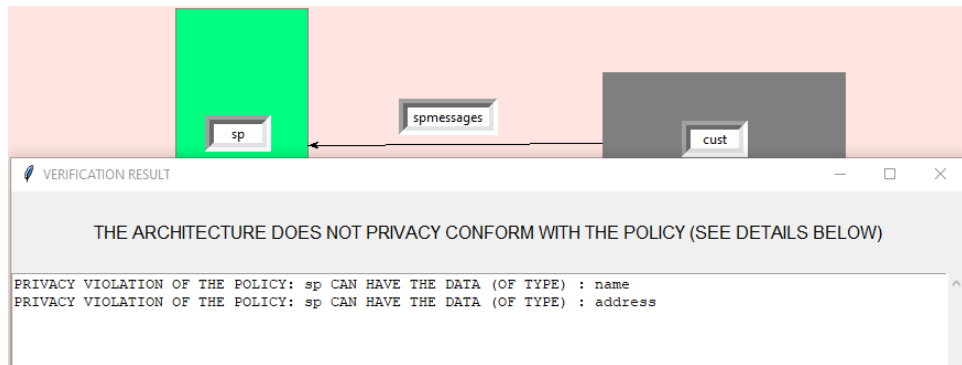 spmessages
sp
cust
VERIFICATION RESULT
THE ARCHITECTURE DOES NOT PRIVACY CONFORM WITH THE POLICY (SEE DETAILS BELOW)
PRIVACY VIOLATION OF THE POLICY: sp CAN HAVE THE DATA (OF TYPE) : name
PRIVACY VIOLATION OF THE POLICY: sp CAN HAVE THE DATA (OF TYPE) : address